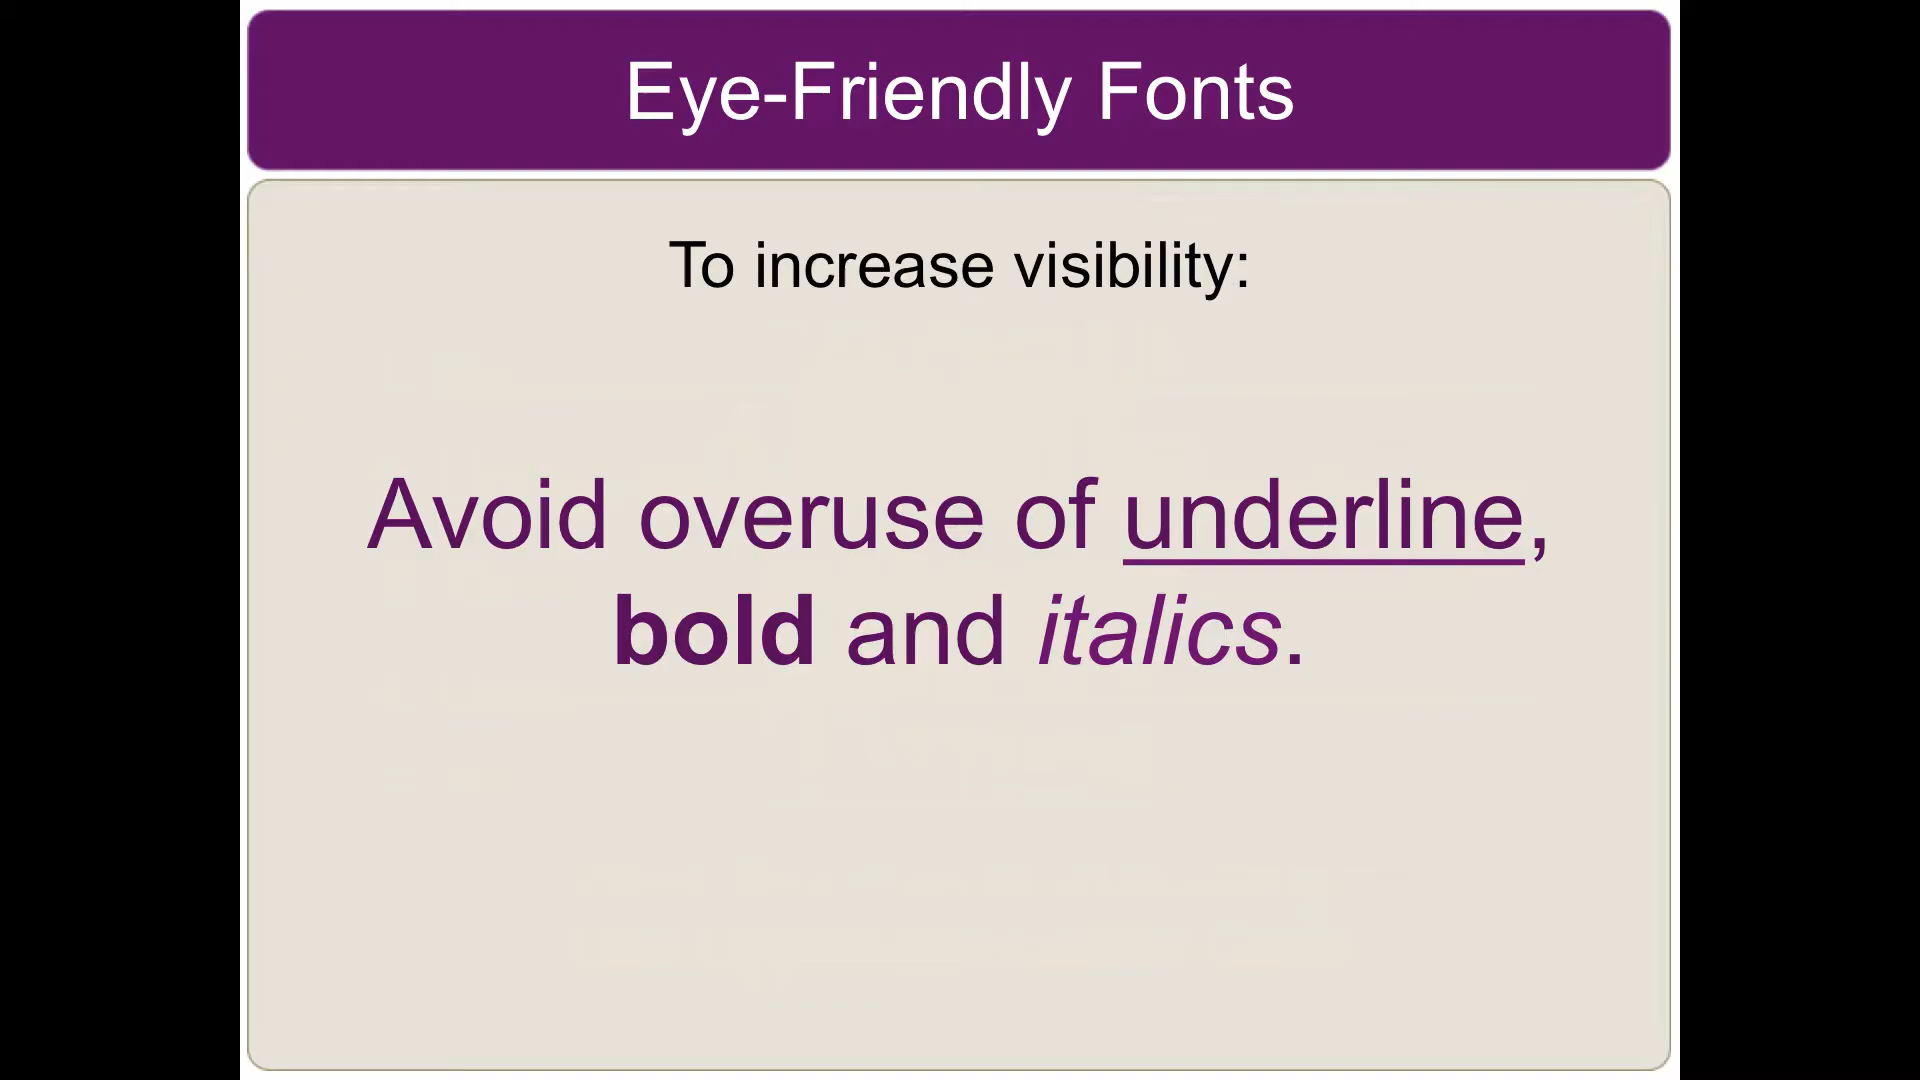 Eye-Friendly Fonts
To increase visibility:
Avoid overuse of underline,
bold and italics.